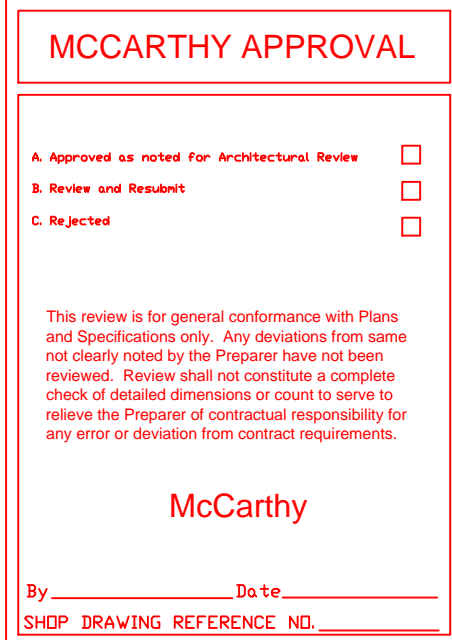 MCCARTHY APPROVAL
A. Approved as noted for Architectural Review
B. Review and Resubmit
C. Rejected
This review is for general conformance with Plans
and Specifications only. Any deviations from same
not clearly noted by the Preparer have not been
reviewed. Review shall not constitute a complete
check of detailed dimensions or count to serve to
relieve the Preparer of contractual responsibility for
any error or deviation from contract requirements.
McCarthy
By____________ Date____________
SHOP DRAWING REFERENCE NO.____________